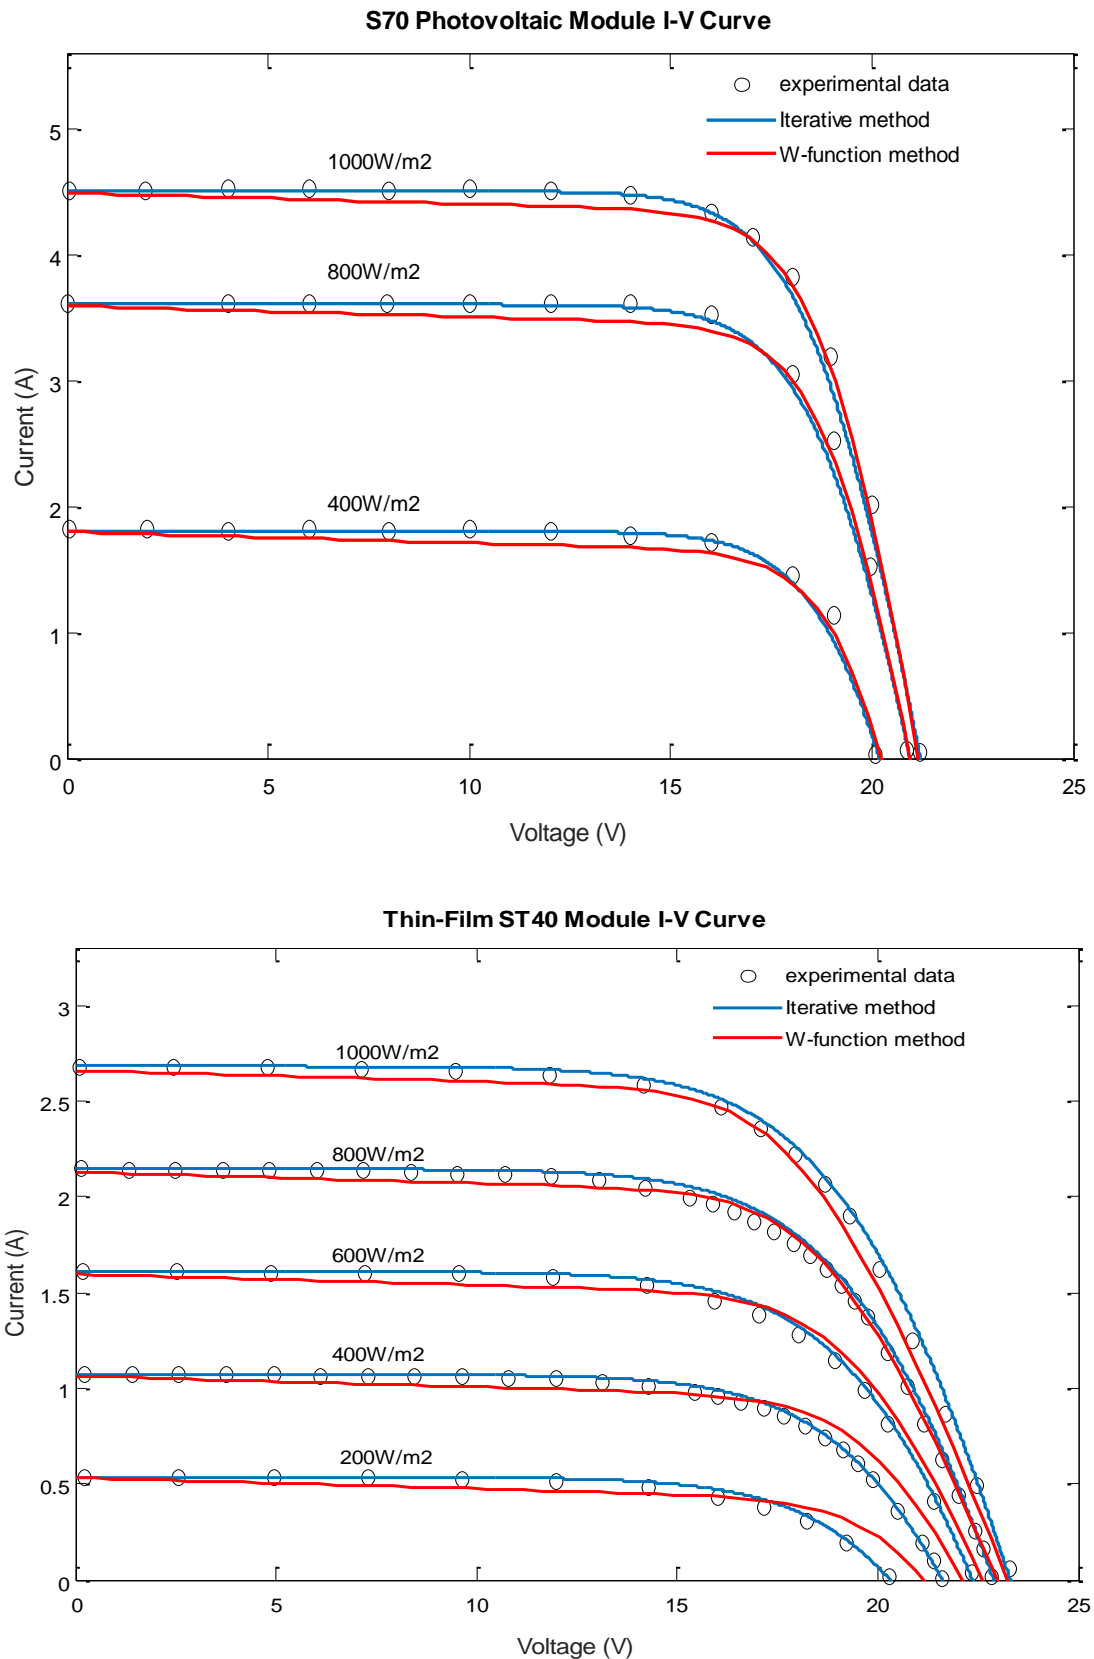 S70 Photovoltaic Module I-V Curve
experimental data
Iterative method
W-function method
1000W/m2
800W/m2
400W/m2
5
4
3
2
1
0
Current (A)
0 5 10 15 20 25
Voltage (V)
Thin-Film ST40 Module I-V Curve
experimental data
Iterative method
W-function method
1000W/m2
800W/m2
600W/m2
400W/m2
200W/m2
3
2.5
2
1.5
1
0.5
0
Current (A)
0 5 10 15 20 25
Voltage (V)